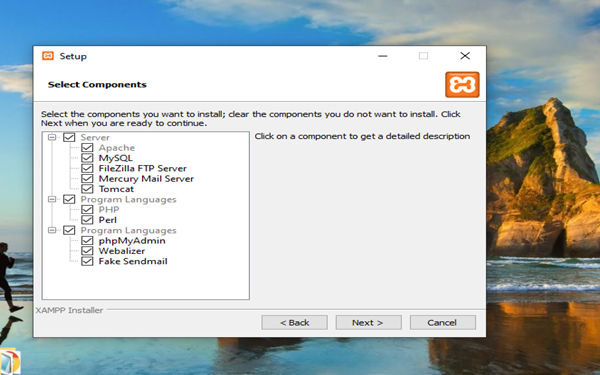 Setup
Select Components
Select the components you want to install; clear the components you do not want to install. Click
Next when you are ready to continue.
Server
Apache
MySQL
FileZilla FTP Server
Mercury Mail Server
Tomcat
Program Languages
PHP
Perl
Program Languages
phpMyAdmin
Webalizer
Fake Sendmail
Click on a component to get a detailed description
XAMPP Installer
< Back
Next >
Cancel